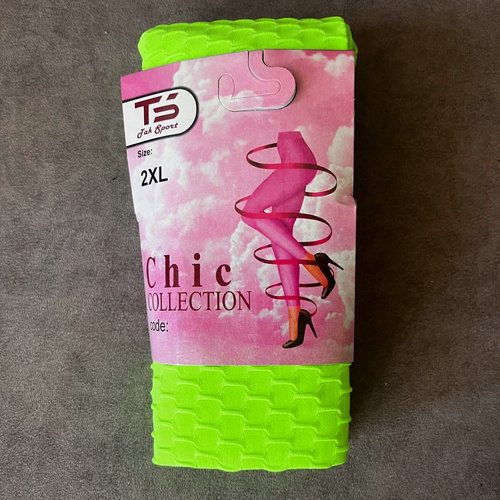 TS
Tak Sport
Size:
2XL
Chic
COLLECTION
code: